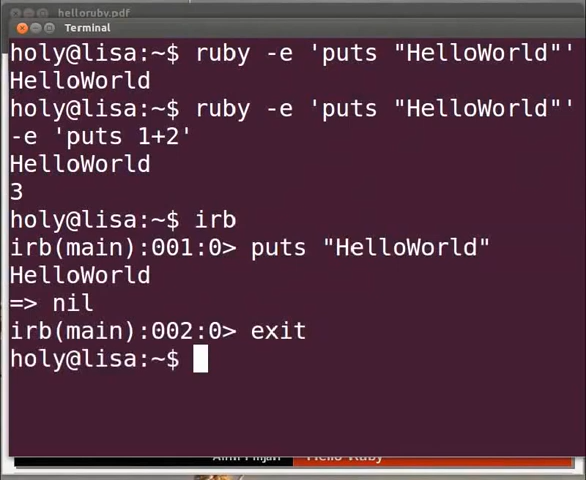 helloruby.pdf
Terminal
holy@lisa:~$ ruby -e 'puts "HelloWorld"'
HelloWorld
holy@lisa:~$ ruby -e 'puts "HelloWorld"'
-e 'puts 1+2'
HelloWorld
3
holy@lisa:~$ irb
irb(main):001:0> puts "HelloWorld"
HelloWorld
=> nil
irb(main):002:0> exit
holy@lisa:~$
Hello Ruby